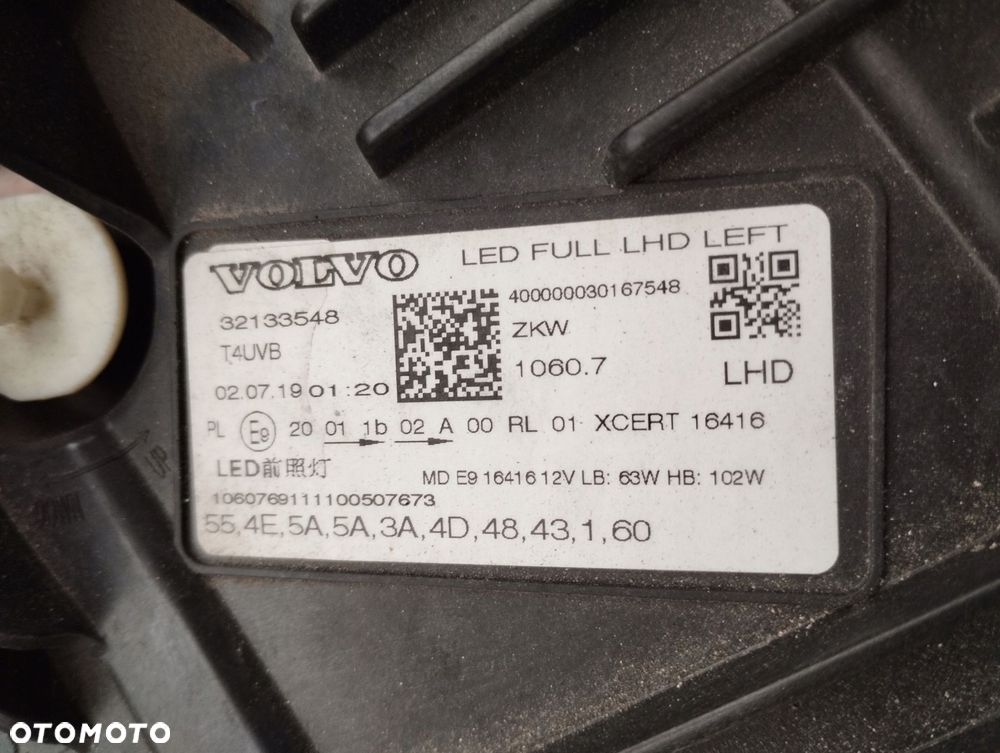 VOLVO LED FULL LHD LEFT
32133548 400000030167548
T4UVB ZKW
02.07.19 01:20 1060.7 LHD
PL E9 20 01 1b 02 A 00 RL 01 XCERT 16416
LED前照灯 MD E9 16416 12V LB: 63W HB: 102W
1060769111100507673
55,4E,5A,5A,3A,4D,48,43,1,60
UP
OTOMOTO